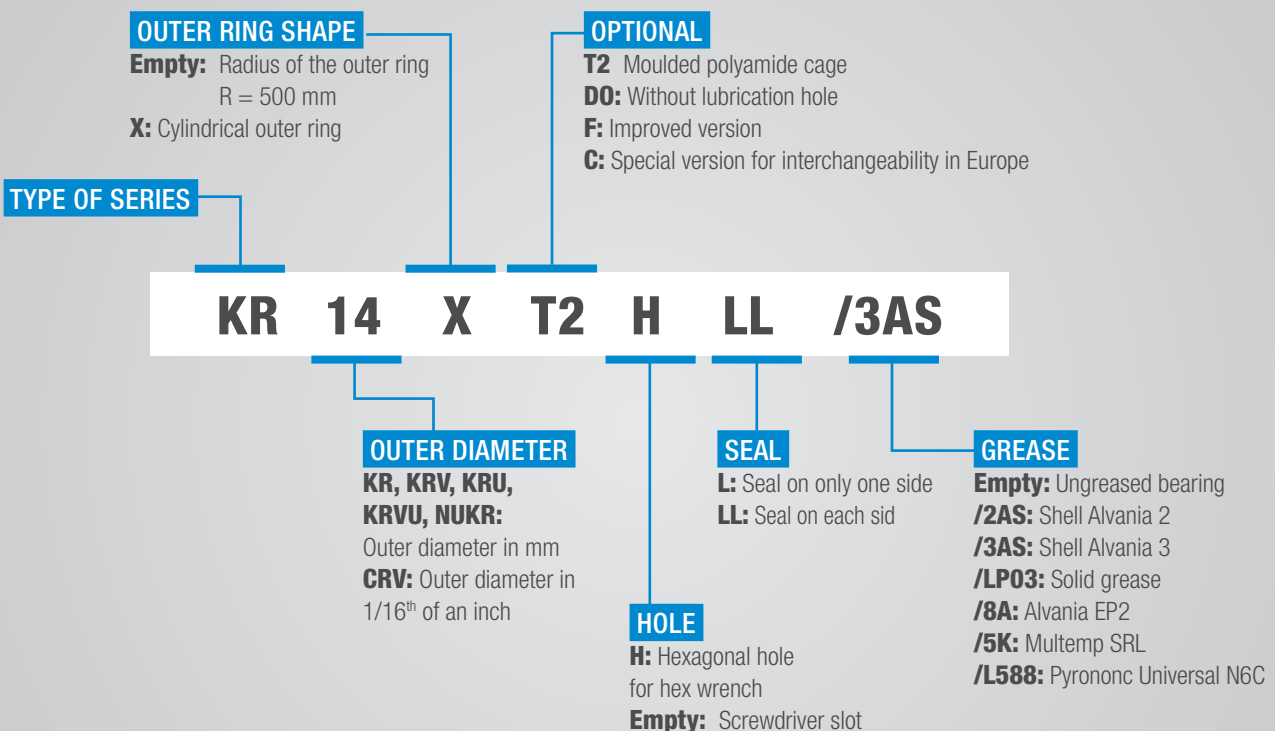 OUTER RING SHAPE
Empty: Radius of the outer ring
R = 500 mm
X: Cylindrical outer ring
OPTIONAL
T2 Moulded polyamide cage
DO: Without lubrication hole
F: Improved version
C: Special version for interchangeability in Europe
TYPE OF SERIES
KR 14 X T2 H LL /3AS
OUTER DIAMETER
KR, KRV, KRU,
KRVU, NUKR:
Outer diameter in mm
CRV: Outer diameter in
1/16th of an inch
HOLE
H: Hexagonal hole
for hex wrench
Empty: Screwdriver slot
SEAL
L: Seal on only one side
LL: Seal on each sid
GREASE
Empty: Ungreased bearing
/2AS: Shell Alvania 2
/3AS: Shell Alvania 3
/LP03: Solid grease
/8A: Alvania EP2
/5K: Multemp SRL
/L588: Pyrononc Universal N6C